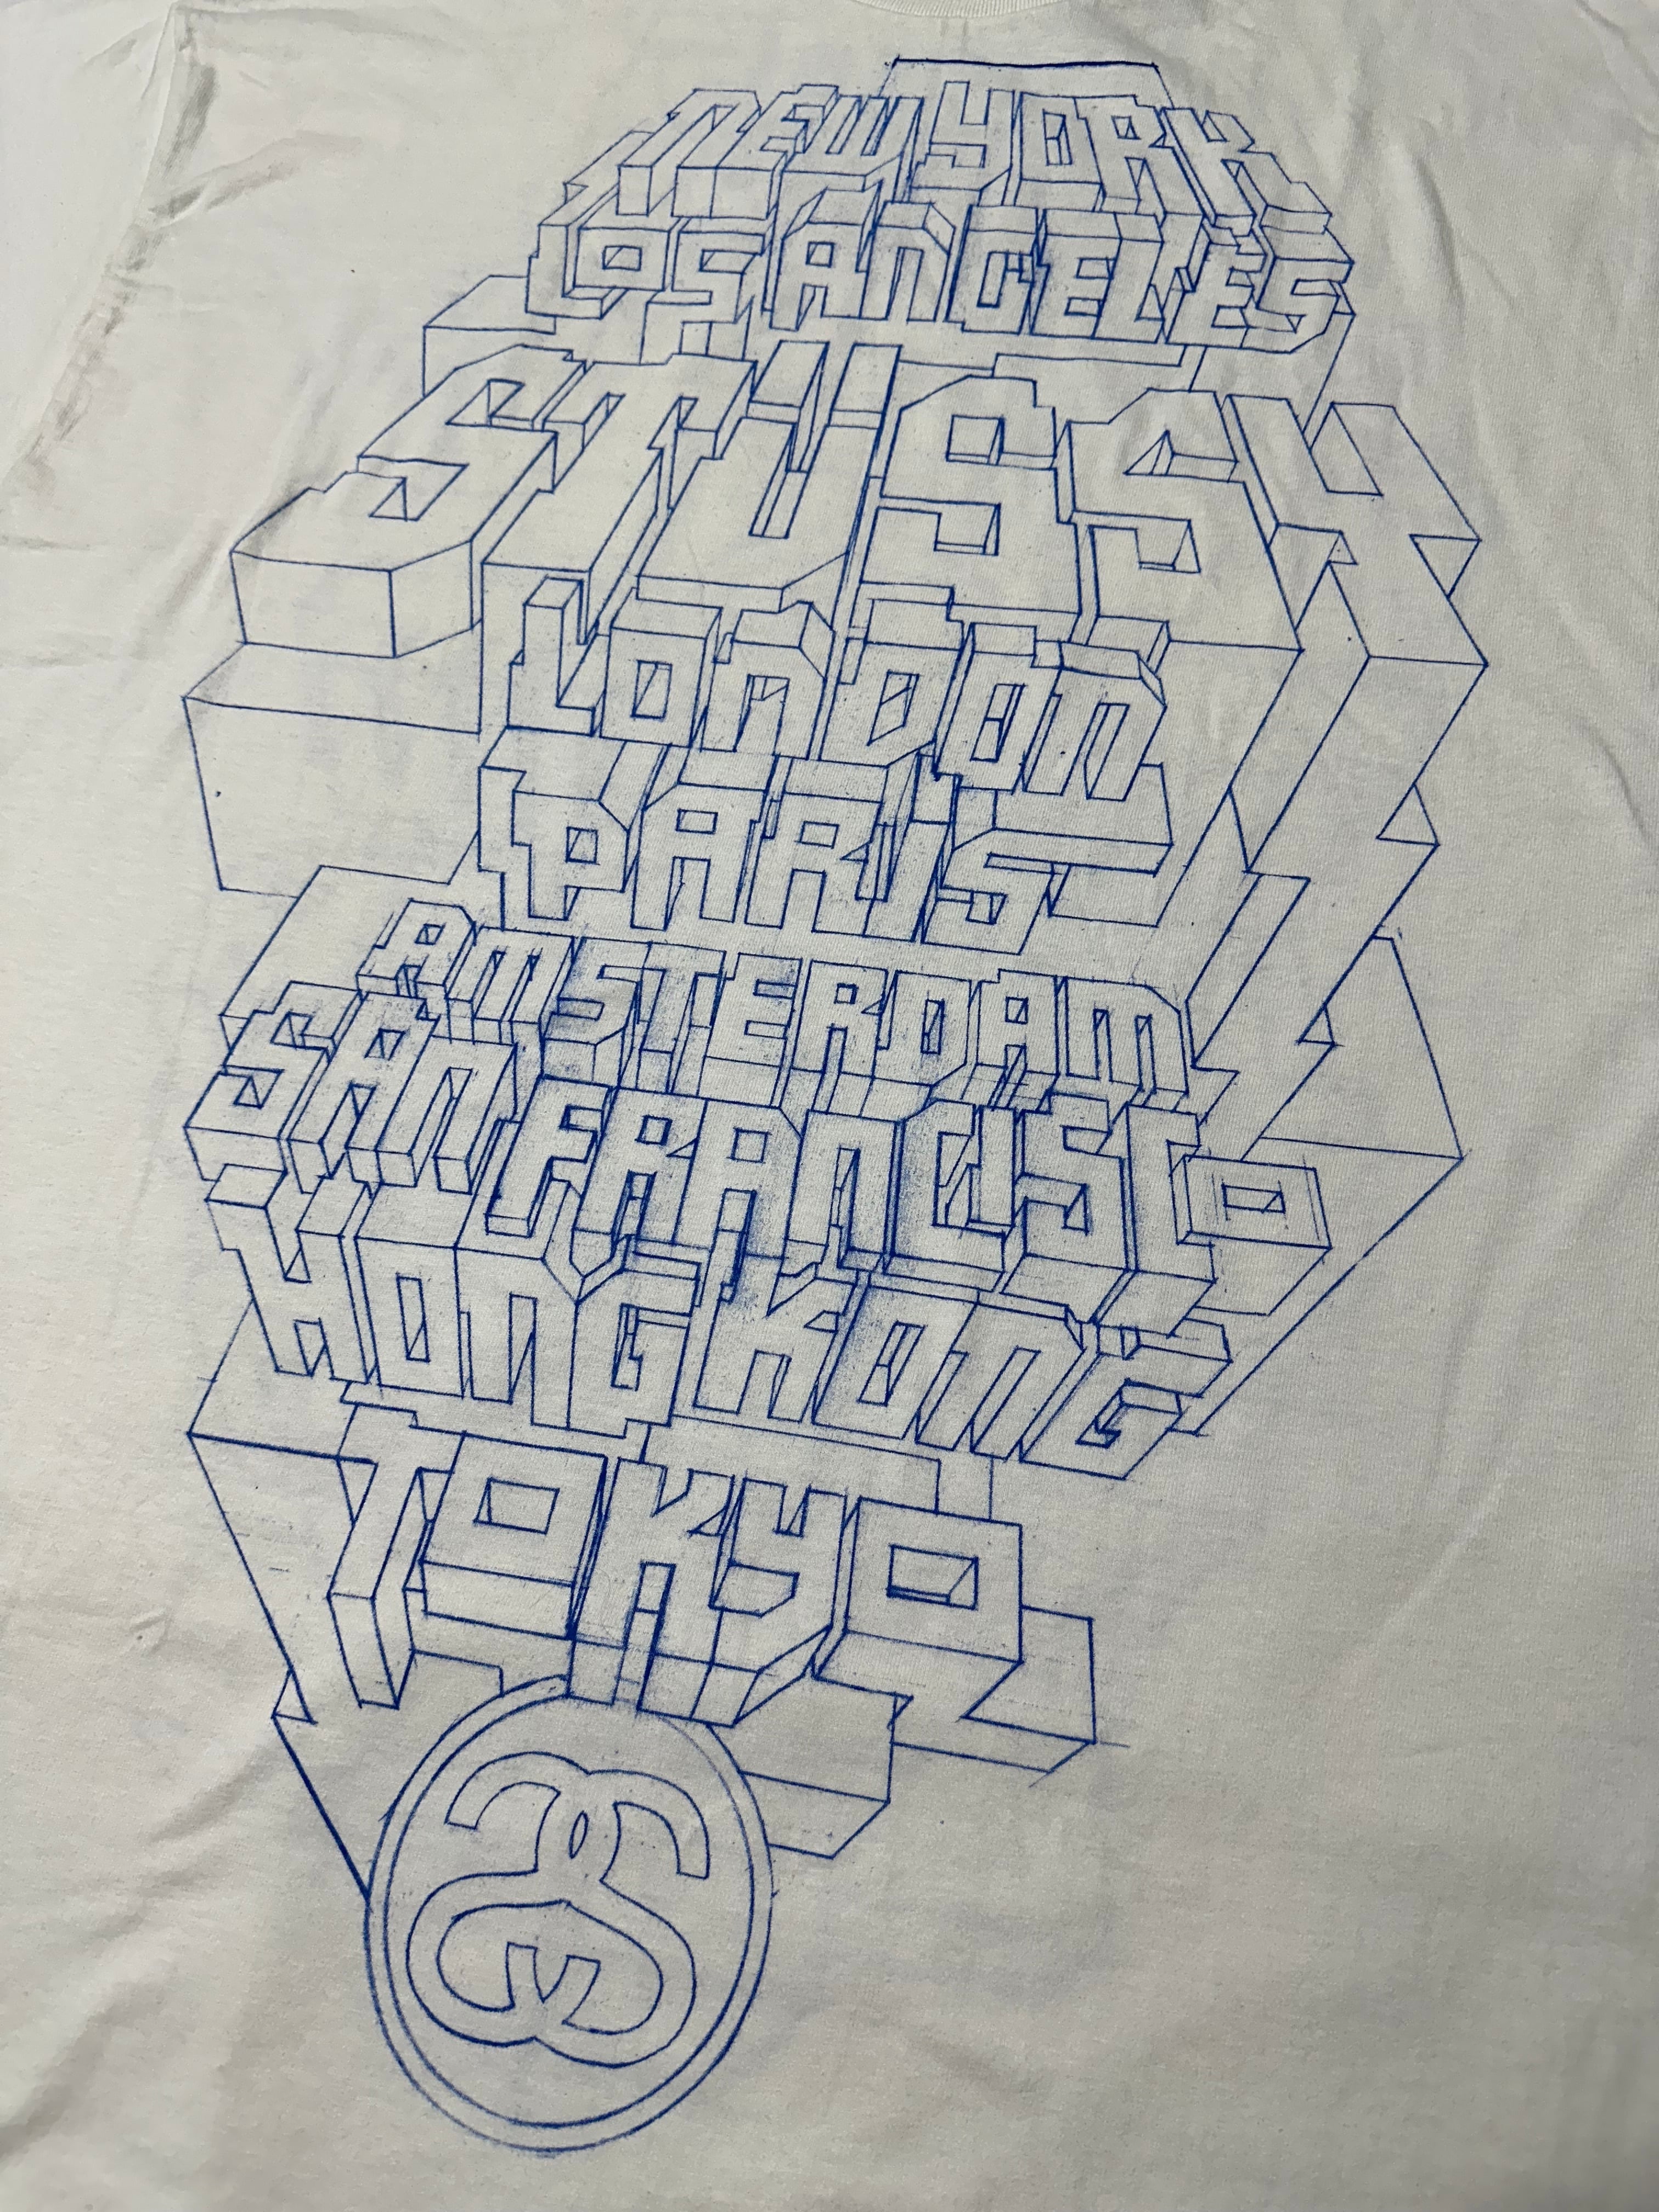 NEW YORK
LOS ANGELES
STUSSY
LONDON
PARIS
AMSTERDAM
SAN FRANCISCO
HONG KONG
TOKYO